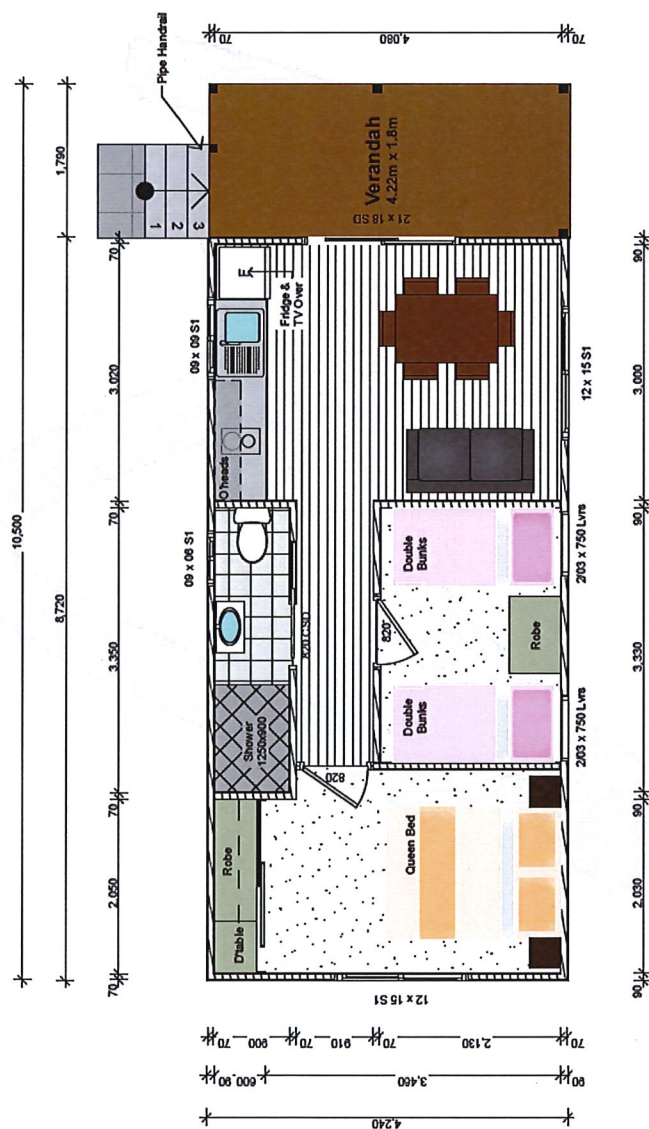 10,500
8,720
1,790
70
3.020
70
3.350
70
2.050
70
Pipe Handrail
1
2
3
70
4,080
70
Verandah
4.22m x 1.8m
21 x 18 SD
09 x 09 S1
F
Fridge &
TV Over
O'heads
09 x 06 S1
820 CSD
Shower
1250x900
Robe
D'table
820
Queen Bed
12 x 15 S1
Double
Bunks
820
Robe
Double
Bunks
12 x 15 S1
2/03 x 750 Lvrs
2/03 x 750 Lvrs
90
3.000
90
3.330
90
2.030
90
70
900
70
910
70
2.130
70
90
600
90
3,460
90
4,240